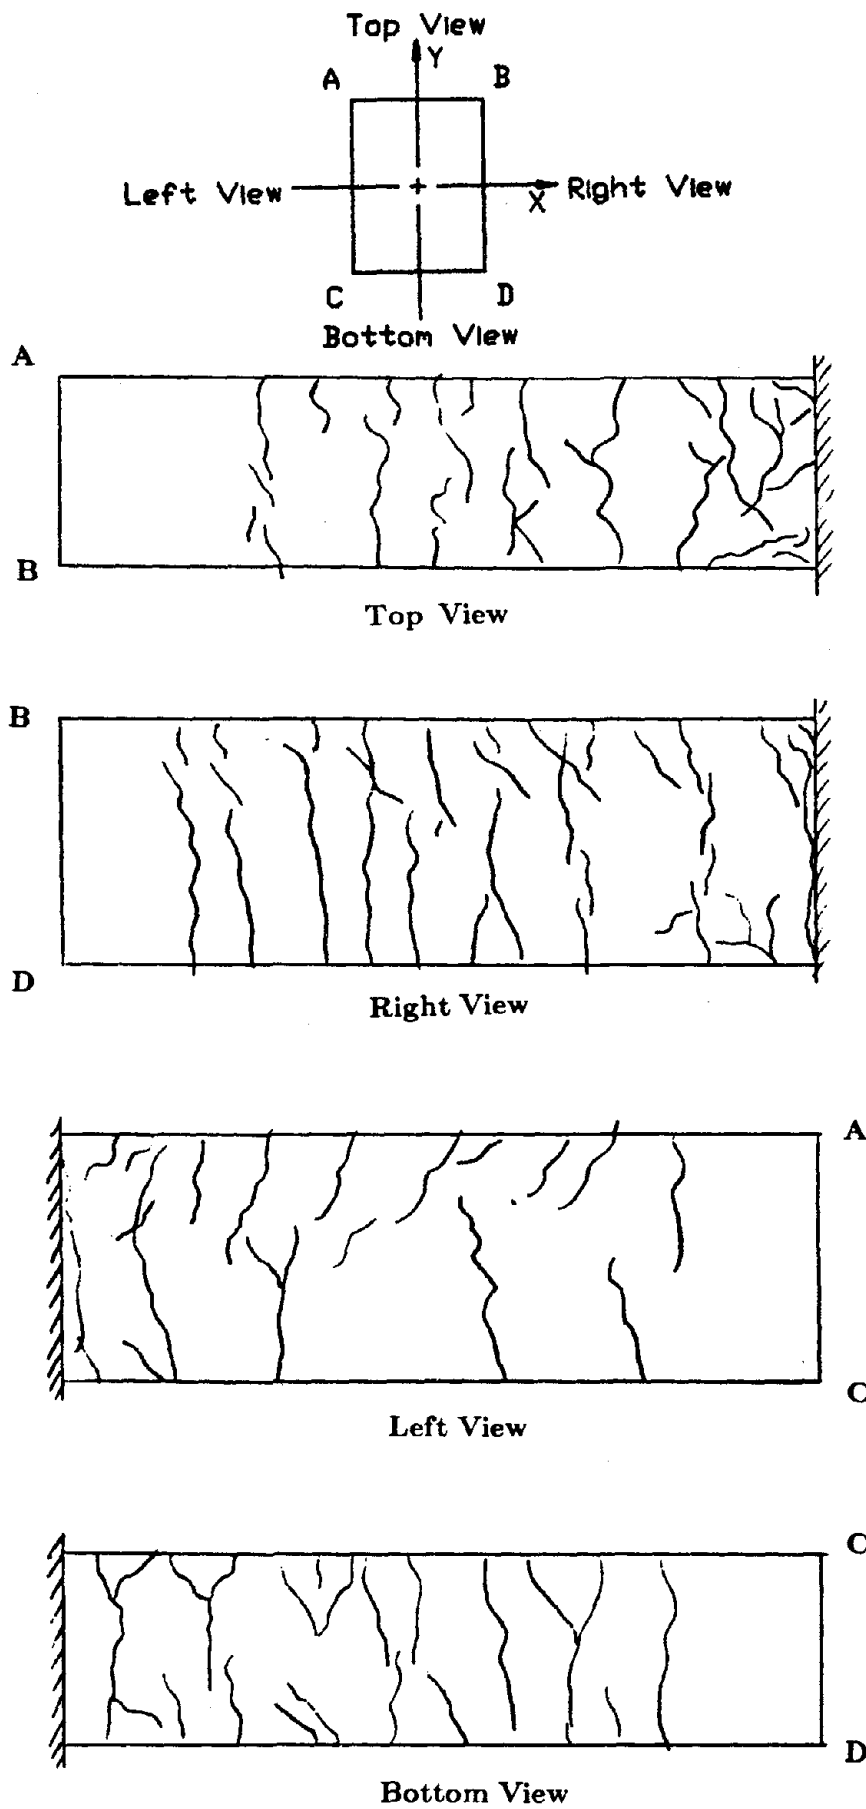 Top View
Y
A B
Left View + X Right View
C D
Bottom View
A
B
Top View
B
D
Right View
A
C
Left View
C
D
Bottom View